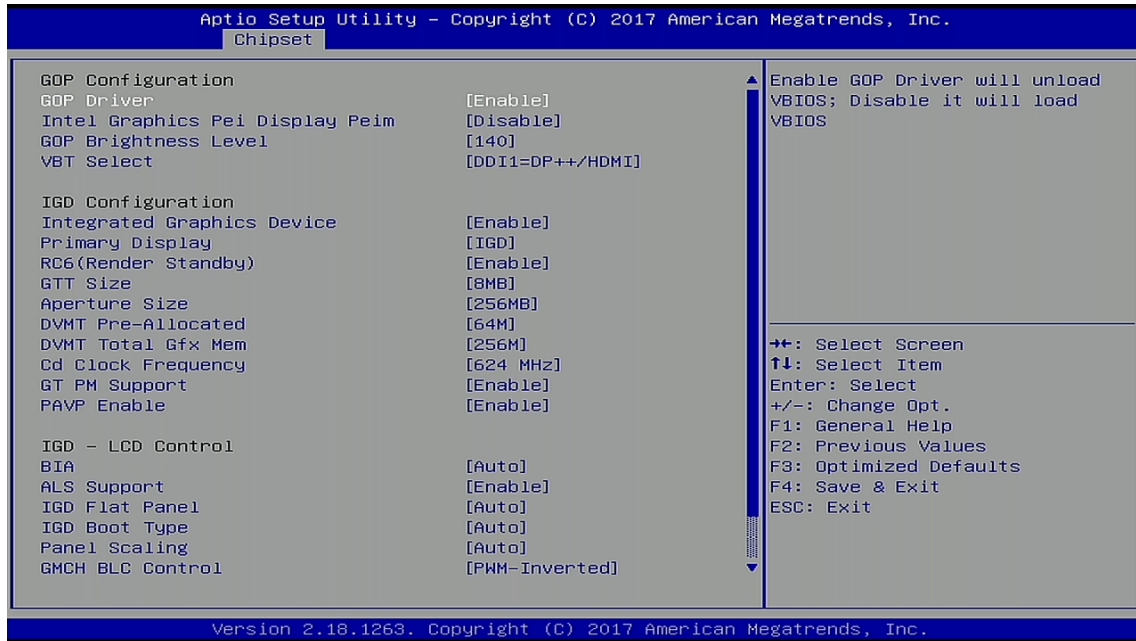 Aptio Setup Utility – Copyright (C) 2017 American Megatrends, Inc.
Chipset
GOP Configuration
GOP Driver [Enable]
Intel Graphics Pei Display Peim [Disable]
GOP Brightness Level [140]
VBT Select [DDI1=DP++/HDMI]
IGD Configuration
Integrated Graphics Device [Enable]
Primary Display [IGD]
RC6(Render Standby) [Enable]
GTT Size [8MB]
Aperture Size [256MB]
DVMT Pre-Allocated [64M]
DVMT Total Gfx Mem [256M]
Cd Clock Frequency [624 MHz]
GT PM Support [Enable]
PAVP Enable [Enable]
IGD – LCD Control
BIA [Auto]
ALS Support [Enable]
IGD Flat Panel [Auto]
IGD Boot Type [Auto]
Panel Scaling [Auto]
GMCH BLC Control [PWM-Inverted]
Enable GOP Driver will unload
VBIOS; Disable it will load
VBIOS
→←: Select Screen
↑↓: Select Item
Enter: Select
+/-: Change Opt.
F1: General Help
F2: Previous Values
F3: Optimized Defaults
F4: Save & Exit
ESC: Exit
Version 2.18.1263. Copyright (C) 2017 American Megatrends, Inc.